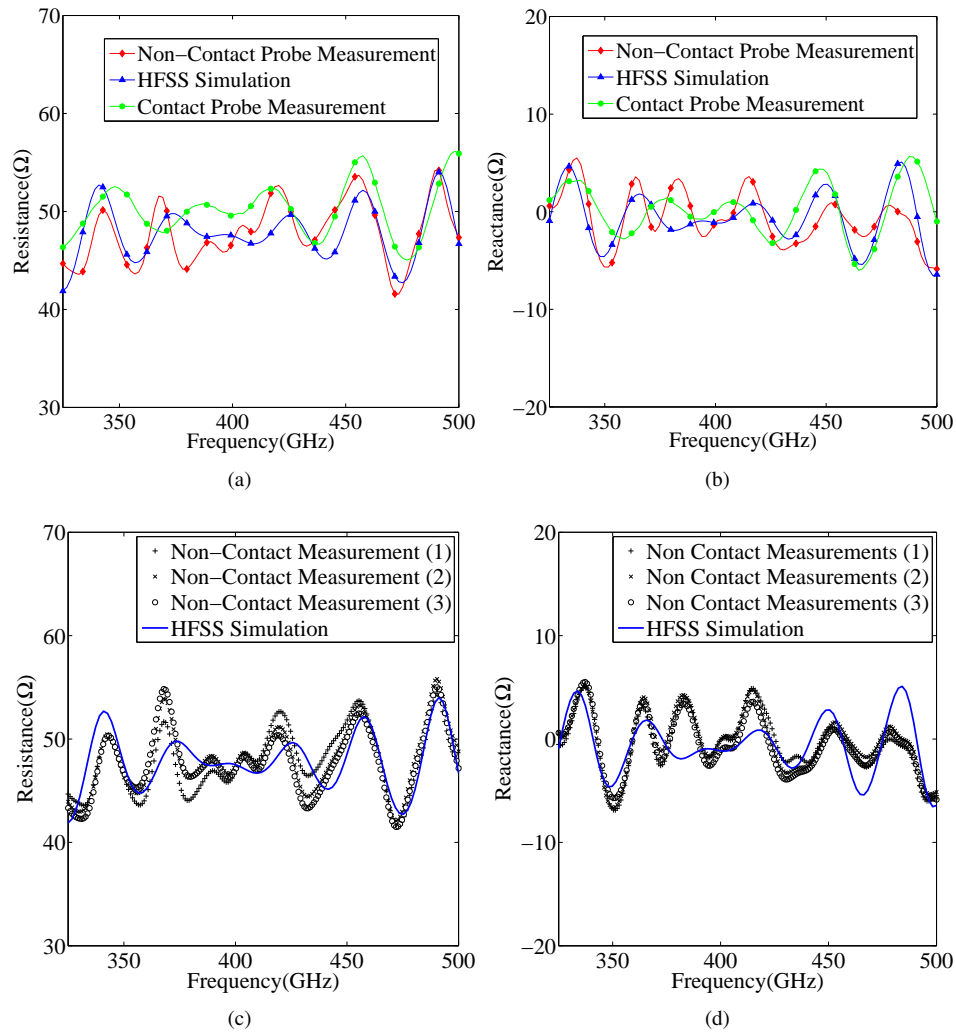 70
60
50
40
30
Resistance(Ω)
Non−Contact Probe Measurement
HFSS Simulation
Contact Probe Measurement
350
400
450
500
Frequency(GHz)
(a)
20
10
0
−10
−20
Reactance(Ω)
Non−Contact Probe Measurement
HFSS Simulation
Contact Probe Measurement
350
400
450
500
Frequency(GHz)
(b)
70
60
50
40
30
Resistance(Ω)
Non−Contact Measurement (1)
Non−Contact Measurement (2)
Non−Contact Measurement (3)
HFSS Simulation
350
400
450
500
Frequency(GHz)
(c)
20
10
0
−10
−20
Reactance(Ω)
Non Contact Measurements (1)
Non Contact Measurements (2)
Non Contact Measurements (3)
HFSS Simulation
350
400
450
500
Frequency(GHz)
(d)